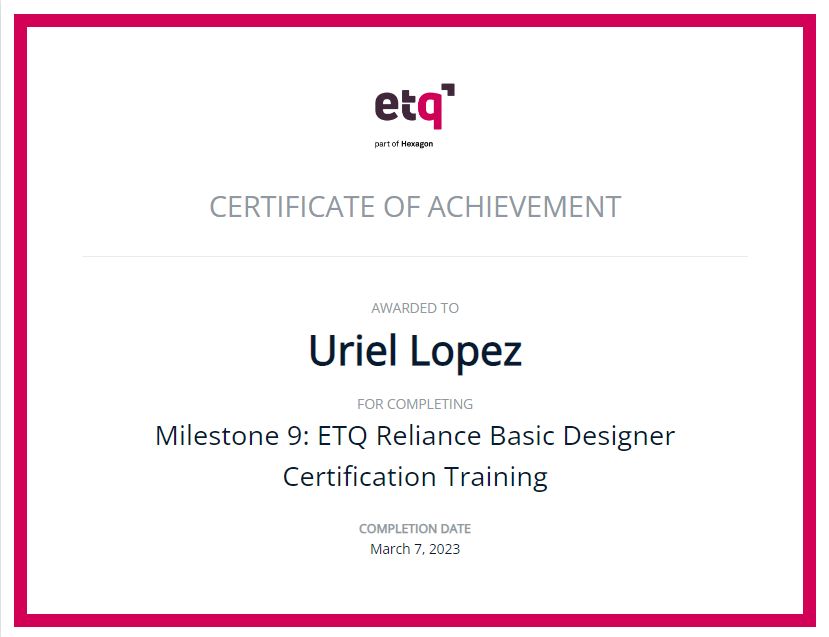 etq
part of Hexagon
CERTIFICATE OF ACHIEVEMENT
AWARDED TO
Uriel Lopez
FOR COMPLETING
Milestone 9: ETQ Reliance Basic Designer
Certification Training
COMPLETION DATE
March 7, 2023